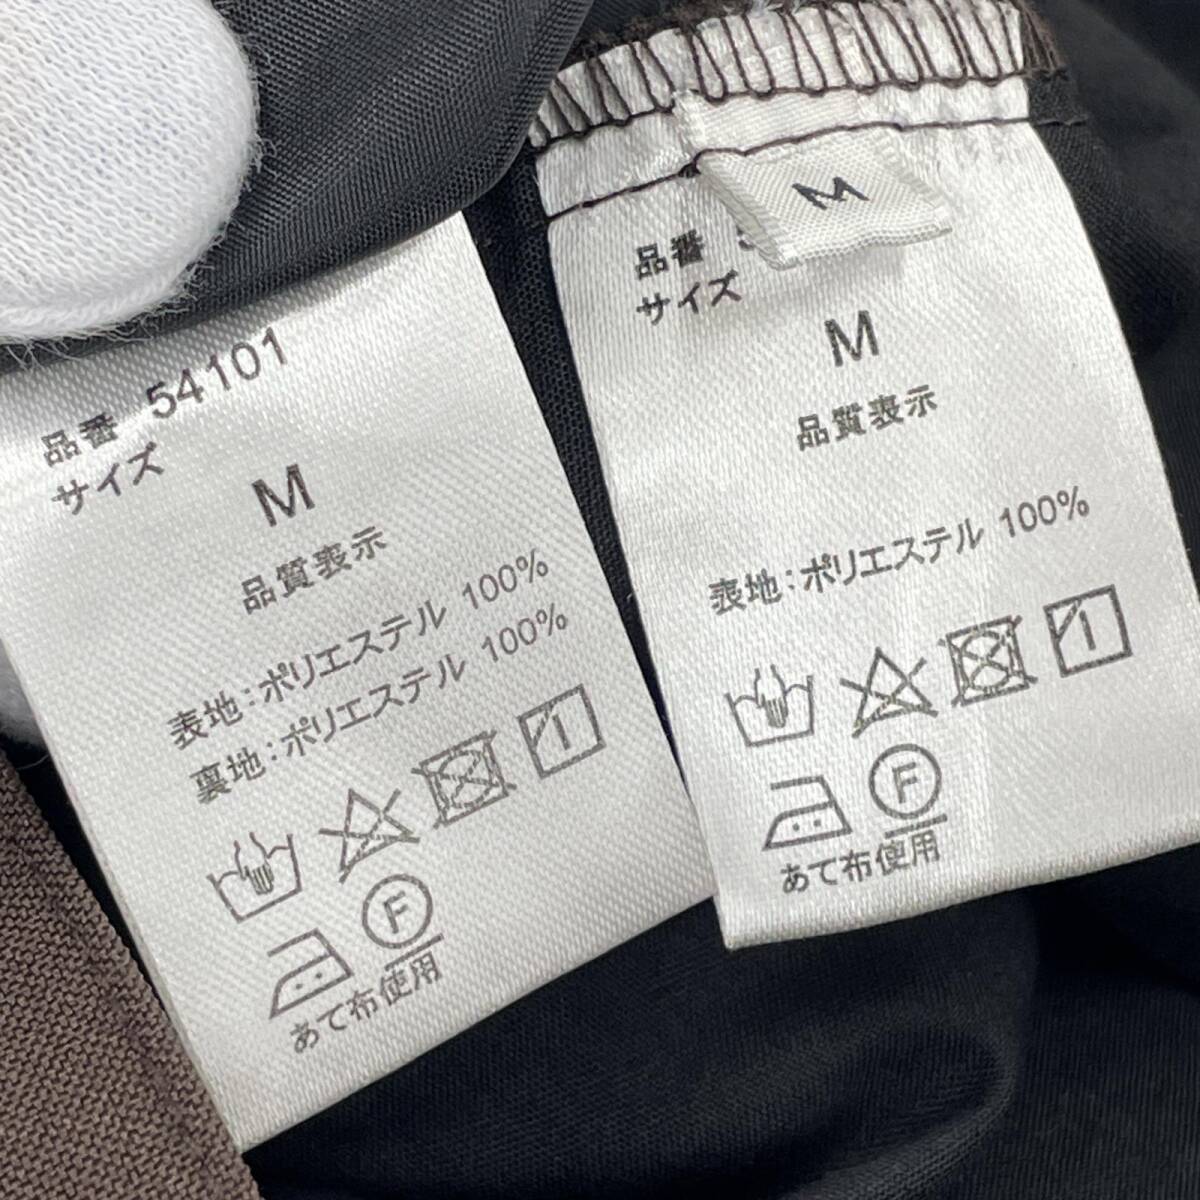 品番 54101
サイズ
M
品質表示
表地:ポリエステル 100%
裏地:ポリエステル 100%
F
あて布使用
M
品番
サイズ
M
品質表示
表地:ポリエステル 100%
F
あて布使用